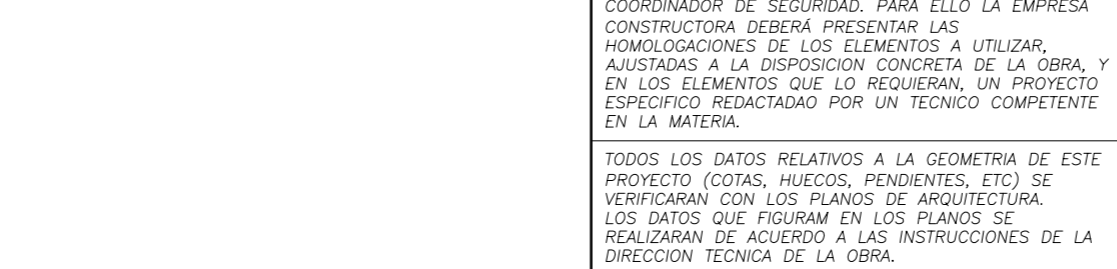 COORDINADOR DE SEGURIDAD. PARA ELLO LA EMPRESA
CONSTRUCTORA DEBERÁ PRESENTAR LAS
HOMOLOGACIONES DE LOS ELEMENTOS A UTILIZAR,
AJUSTADAS A LA DISPOSICION CONCRETA DE LA OBRA, Y
EN LOS ELEMENTOS QUE LO REQUIERAN, UN PROYECTO
ESPECIFICO REDACTADAO POR UN TECNICO COMPETENTE
EN LA MATERIA.
TODOS LOS DATOS RELATIVOS A LA GEOMETRIA DE ESTE
PROYECTO (COTAS, HUECOS, PENDIENTES, ETC) SE
VERIFICARAN CON LOS PLANOS DE ARQUITECTURA.
LOS DATOS QUE FIGURAM EN LOS PLANOS SE
REALIZARAN DE ACUERDO A LAS INSTRUCCIONES DE LA
DIRECCION TECNICA DE LA OBRA.